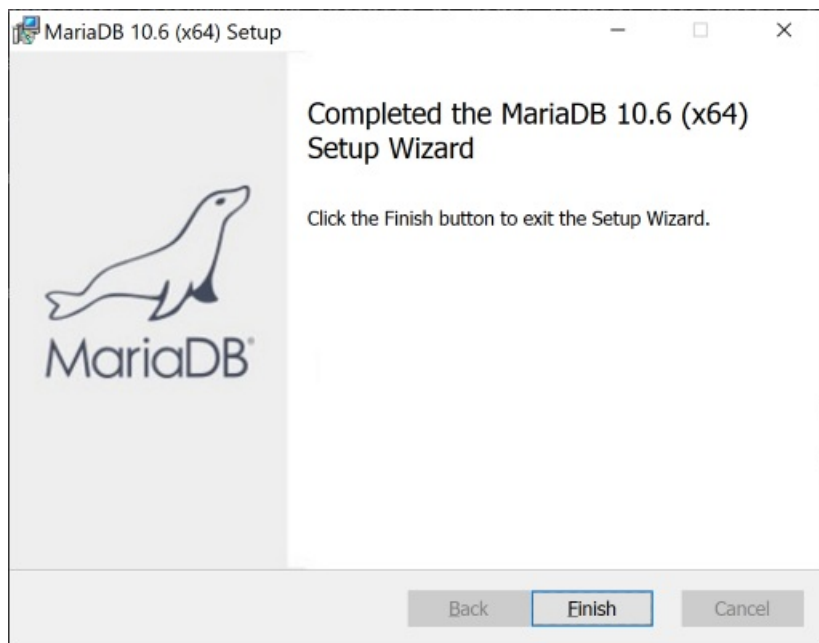 MariaDB 10.6 (x64) Setup
Completed the MariaDB 10.6 (x64)
Setup Wizard
Click the Finish button to exit the Setup Wizard.
MariaDB®
Back Finish Cancel